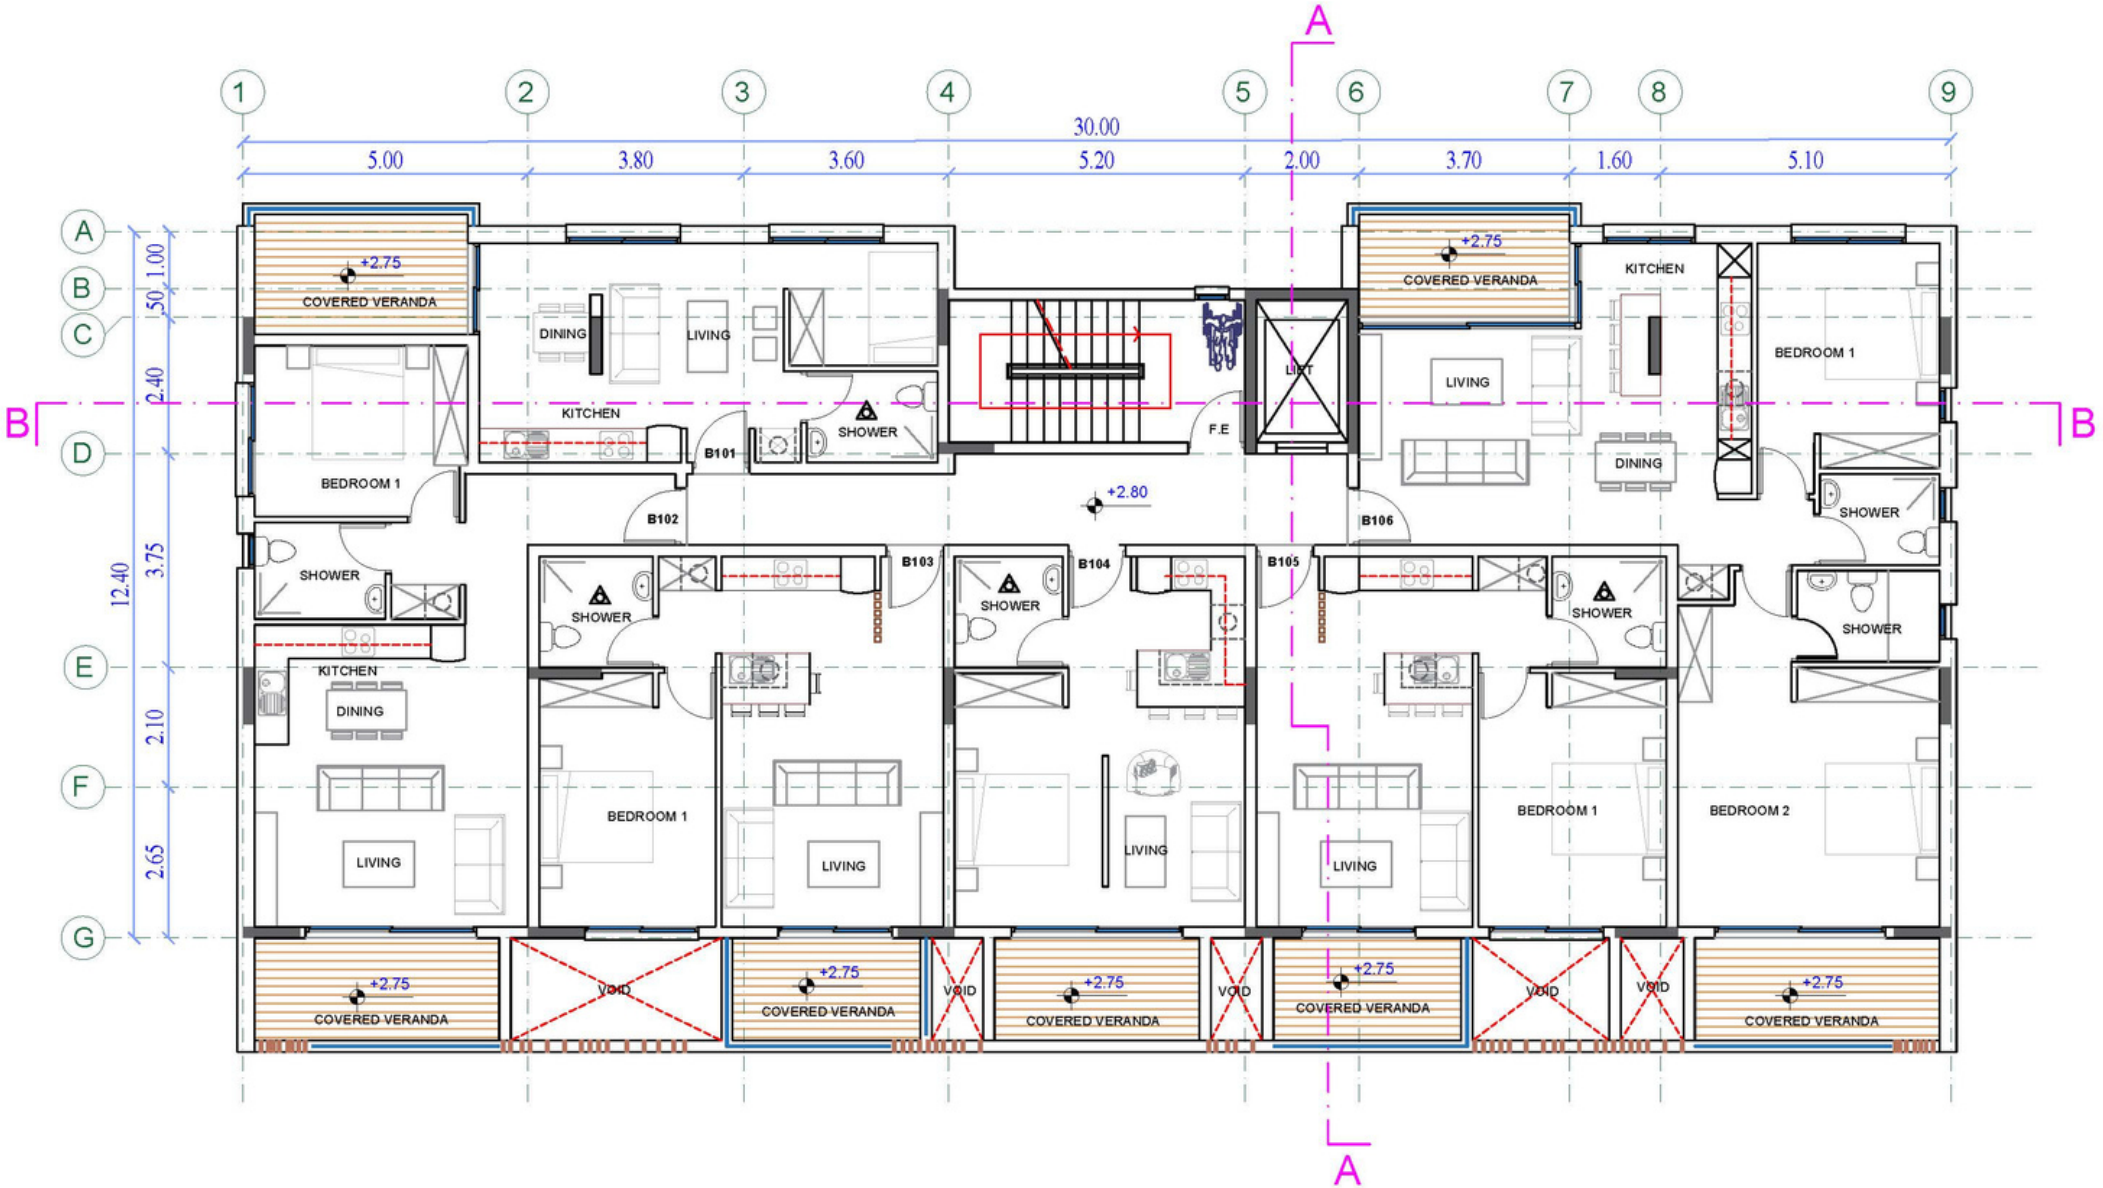 A
1 2 3 4 5 6 7 8 9
30.00
5.00 3.80 3.60 5.20 2.00 3.70 1.60 5.10
A
B
C
D
E
F
G
1.00
.50
2.40
3.75
2.10
2.65
12.40
B
B
+2.75
COVERED VERANDA
+2.75
COVERED VERANDA
KITCHEN
DINING
LIVING
KITCHEN
SHOWER
B101
LIFT
F.E
LIVING
DINING
BEDROOM 1
BEDROOM 1
B102
+2.80
B106
SHOWER
SHOWER
B103
B104
B105
SHOWER
SHOWER
SHOWER
SHOWER
KITCHEN
DINING
LIVING
BEDROOM 1
LIVING
LIVING
LIVING
BEDROOM 1
BEDROOM 2
+2.75
COVERED VERANDA
VOID
+2.75
COVERED VERANDA
VOID
+2.75
COVERED VERANDA
VOID
+2.75
COVERED VERANDA
VOID
VOID
+2.75
COVERED VERANDA
A